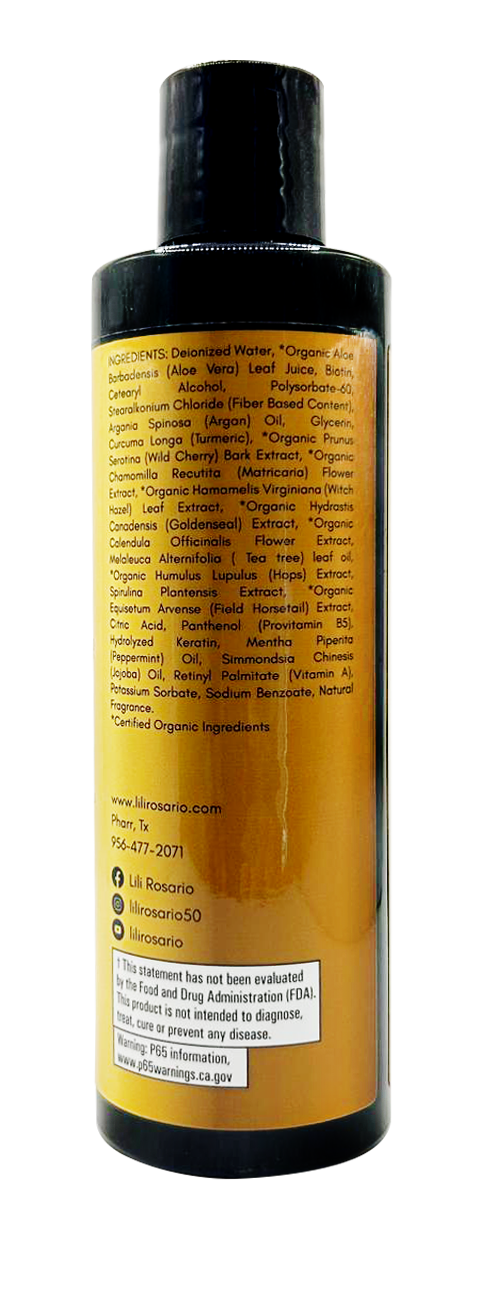 INGREDIENTS: Deionized Water, *Organic Aloe
Barbadensis (Aloe Vera) Leaf Juice, Biotin,
Cetearyl Alcohol, Polysorbate-60,
Stearalkonium Chloride (Fiber Based Content),
Argania Spinosa (Argan) Oil, Glycerin,
Curcuma Longa (Turmeric), *Organic Prunus
Serotina (Wild Cherry) Bark Extract, *Organic
Chamomilla Recutita (Matricaria) Flower
Extract, *Organic Hamamelis Virginiana (Witch
Hazel) Leaf Extract, *Organic Hydrastis
Canadensis (Goldenseal) Extract, *Organic
Calendula Officinalis Flower Extract,
Melaleuca Alternifolia ( Tea tree) leaf oil,
*Organic Humulus Lupulus (Hops) Extract,
Spirulina Plantensis Extract, *Organic
Equisetum Arvense (Field Horsetail) Extract,
Citric Acid, Panthenol (Provitamin B5),
Hydrolyzed Keratin, Mentha Piperita
(Peppermint) Oil, Simmondsia Chinesis
(Jojoba) Oil, Retinyl Palmitate (Vitamin A),
Potassium Sorbate, Sodium Benzoate, Natural
Fragrance.
*Certified Organic Ingredients
www.lilirosario.com
Pharr, Tx
956-477-2071
Lili Rosario
lilirosario50
lilirosario
† This statement has not been evaluated
by the Food and Drug Administration (FDA).
This product is not intended to diagnose,
treat, cure or prevent any disease.
Warning: P65 information,
www.p65warnings.ca.gov